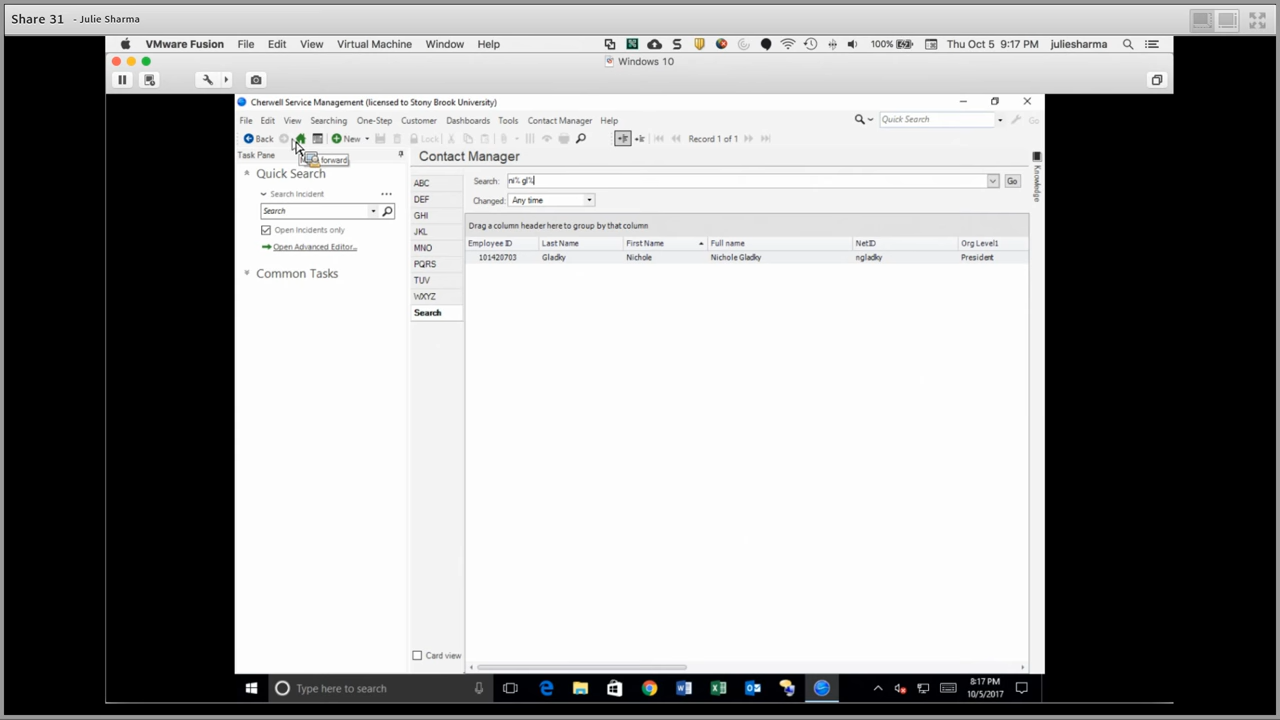 Share 31 - Julie Sharma
VMware Fusion File Edit View Virtual Machine Window Help 100% Thu Oct 5 9:17 PM juliesharma
Windows 10
Cherwell Service Management (licensed to Stony Brook University)
File Edit View Searching One-Step Customer Dashboards Tools Contact Manager Help Quick Search Go
Back New Lock Record 1 of 1
forward
Task Pane
Contact Manager
Quick Search
Search Incident ...
Search
Open Incidents only
Open Advanced Editor...
Common Tasks
ABC
DEF
GHI
JKL
MNO
PQRS
TUV
WXYZ
Search
Search: ni% gl% Go
Changed: Any time
Drag a column header here to group by that column
Employee ID Last Name First Name Full name NetID Org Level1
101420703 Gladky Nichole Nichole Gladky ngladky President
Knowledge
Card view
Type here to search
8:17 PM
10/5/2017